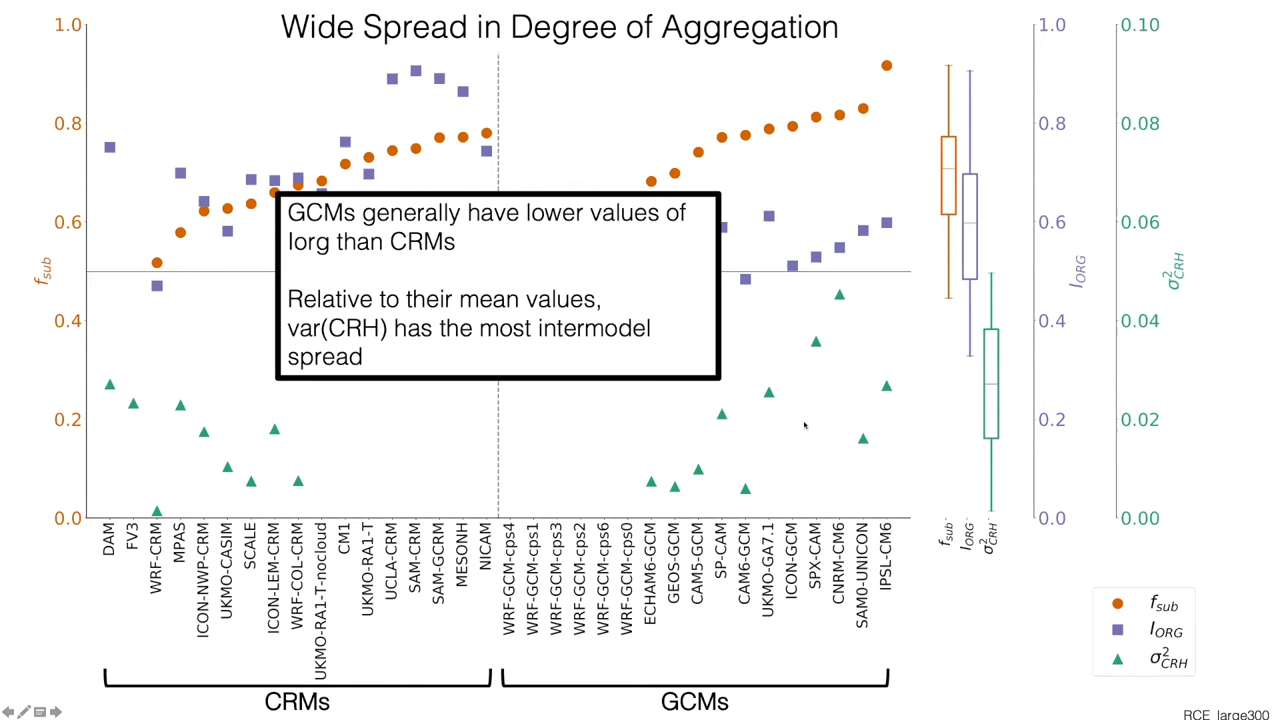 Wide Spread in Degree of Aggregation
1.0
0.8
0.6
0.4
0.2
0.0
f_sub
GCMs generally have lower values of
Iorg than CRMs
Relative to their mean values,
var(CRH) has the most intermodel
spread
DAM
FV3
WRF-CRM
MPAS
ICON-NWP-CRM
UKMO-CASIM
SCALE
ICON-LEM-CRM
WRF-COL-CRM
UKMO-RA1-T-nocloud
CM1
UKMO-RA1-T
UCLA-CRM
SAM-CRM
SAM-GCRM
MESONH
NICAM
WRF-GCM-cps4
WRF-GCM-cps1
WRF-GCM-cps3
WRF-GCM-cps2
WRF-GCM-cps6
WRF-GCM-cps0
ECHAM6-GCM
GEOS-GCM
CAM5-GCM
SP-CAM
CAM6-GCM
UKMO-GA7.1
ICON-GCM
SPX-CAM
CNRM-CM6
SAM0-UNICON
IPSL-CM6
CRMs
GCMs
f_sub
I_ORG
σ²_CRH
1.0
0.8
0.6
0.4
0.2
0.0
I_ORG
0.10
0.08
0.06
0.04
0.02
0.00
σ²_CRH
f_sub
I_ORG
σ²_CRH
RCE_large300